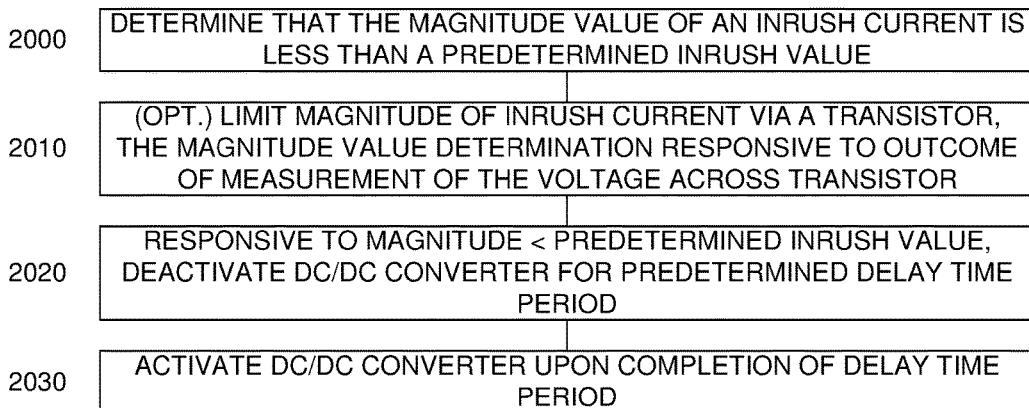 2000
DETERMINE THAT THE MAGNITUDE VALUE OF AN INRUSH CURRENT IS
LESS THAN A PREDETERMINED INRUSH VALUE
2010
(OPT.) LIMIT MAGNITUDE OF INRUSH CURRENT VIA A TRANSISTOR,
THE MAGNITUDE VALUE DETERMINATION RESPONSIVE TO OUTCOME
OF MEASUREMENT OF THE VOLTAGE ACROSS TRANSISTOR
2020
RESPONSIVE TO MAGNITUDE < PREDETERMINED INRUSH VALUE,
DEACTIVATE DC/DC CONVERTER FOR PREDETERMINED DELAY TIME
PERIOD
2030
ACTIVATE DC/DC CONVERTER UPON COMPLETION OF DELAY TIME
PERIOD